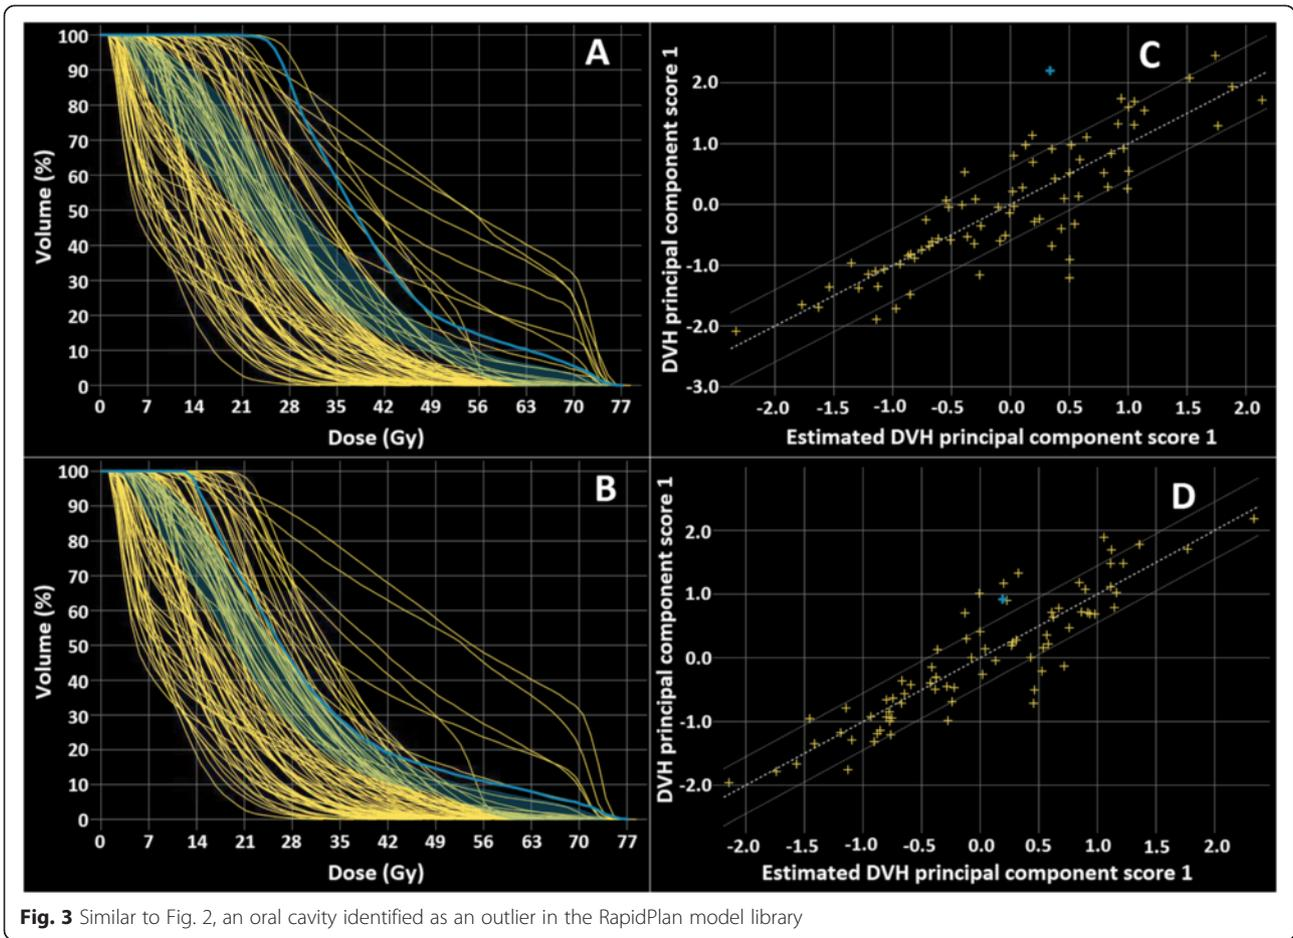 A
Volume (%)
100
90
80
70
60
50
40
30
20
10
0
0 7 14 21 28 35 42 49 56 63 70 77
Dose (Gy)
C
DVH principal component score 1
2.0
1.0
0.0
-1.0
-2.0
-3.0
-2.0 -1.5 -1.0 -0.5 0.0 0.5 1.0 1.5 2.0
Estimated DVH principal component score 1
B
Volume (%)
100
90
80
70
60
50
40
30
20
10
0
0 7 14 21 28 35 42 49 56 63 70 77
Dose (Gy)
D
DVH principal component score 1
2.0
1.0
0.0
-1.0
-2.0
-2.0 -1.5 -1.0 -0.5 0.0 0.5 1.0 1.5 2.0
Estimated DVH principal component score 1
Fig. 3 Similar to Fig. 2, an oral cavity identified as an outlier in the RapidPlan model library